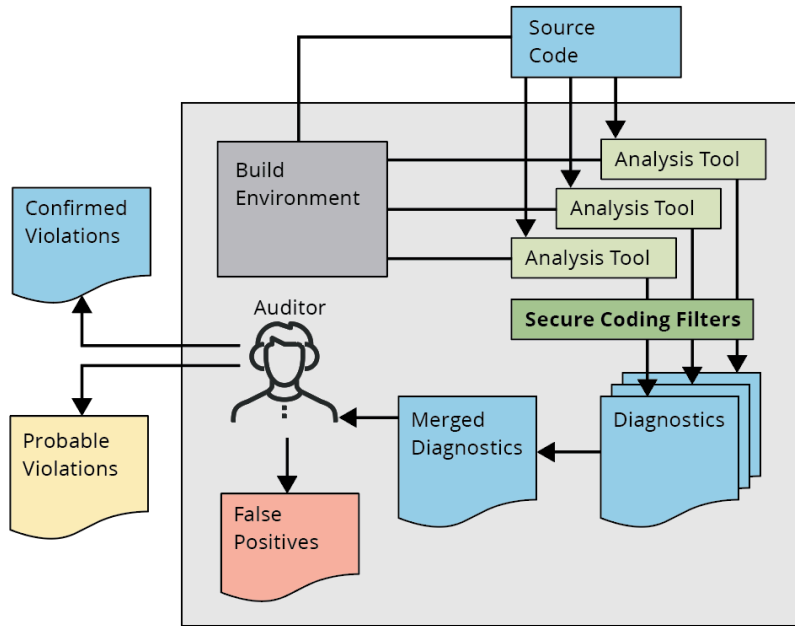 Source
Code
Build
Environment
Analysis Tool
Analysis Tool
Analysis Tool
Confirmed
Violations
Secure Coding Filters
Auditor
Probable
Violations
Merged
Diagnostics
Diagnostics
False
Positives